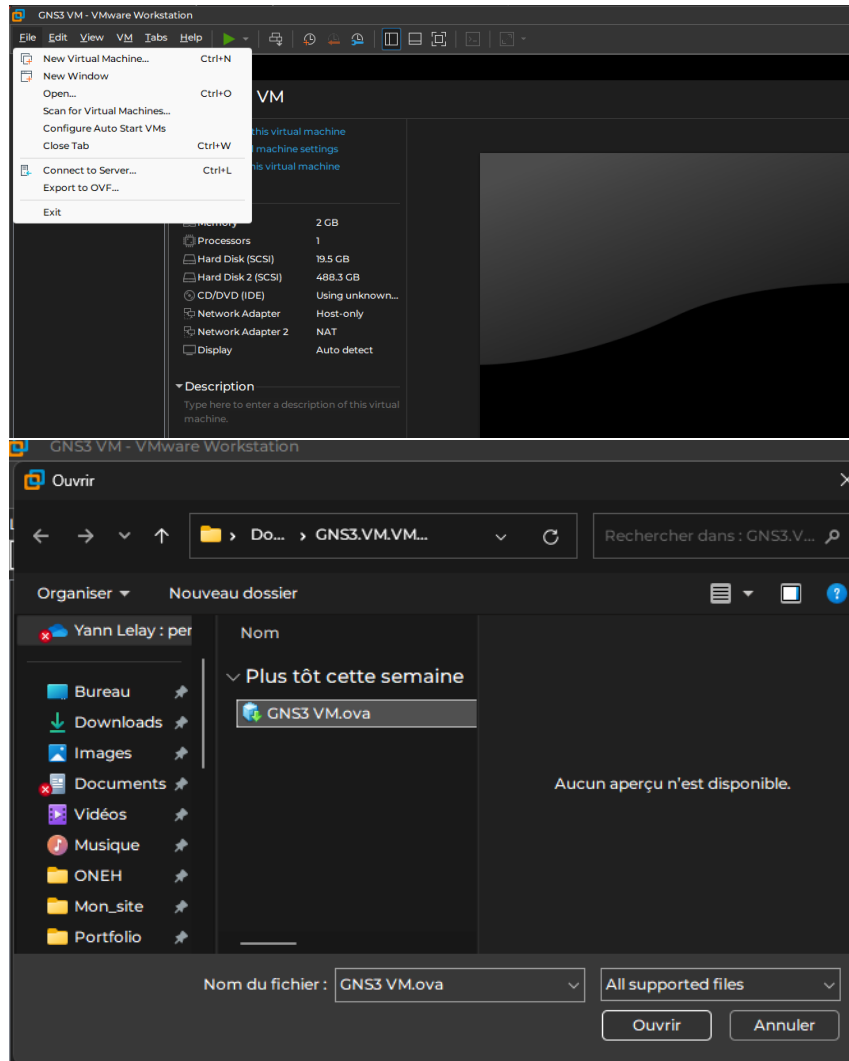 GNS3 VM - VMware Workstation
File Edit View VM Tabs Help
New Virtual Machine... Ctrl+N
New Window
Open... Ctrl+O
Scan for Virtual Machines...
Configure Auto Start VMs
Close Tab Ctrl+W
Connect to Server... Ctrl+L
Export to OVF...
Exit
VM
this virtual machine
machine settings
this virtual machine
Memory 2 GB
Processors 1
Hard Disk (SCSI) 19.5 GB
Hard Disk 2 (SCSI) 488.3 GB
CD/DVD (IDE) Using unknown...
Network Adapter Host-only
Network Adapter 2 NAT
Display Auto detect
Description
Type here to enter a description of this virtual
machine.
GNS3 VM - VMware Workstation
Ouvrir
Do... GNS3.VM.VM...
Rechercher dans : GNS3.V...
Organiser Nouveau dossier
Yann Lelay : per
Nom
Plus tôt cette semaine
GNS3 VM.ova
Bureau
Downloads
Images
Documents
Vidéos
Musique
ONEH
Mon_site
Portfolio
Aucun aperçu n'est disponible.
Nom du fichier : GNS3 VM.ova All supported files
Ouvrir Annuler